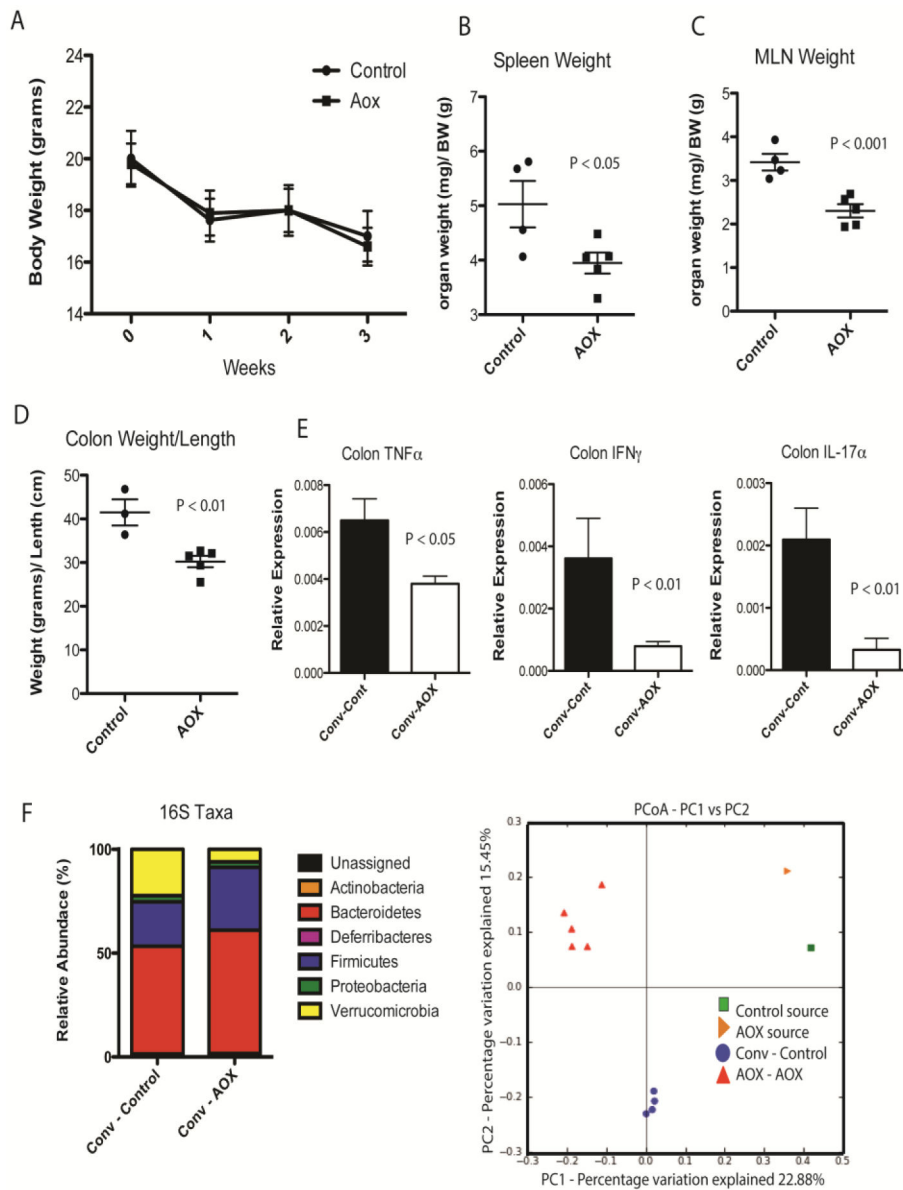 A
Body Weight (grams)
22
20
18
16
14
0
1
2
3
Weeks
Control
Aox
B
Spleen Weight
organ weight (mg)/ BW (g)
7
6
5
4
3
P < 0.05
Control
AOX
C
MLN Weight
organ weight (mg)/ BW (g)
5
4
3
2
1
0
P < 0.001
Control
AOX
D
Colon Weight/Length
Weight (grams)/ Lenth (cm)
50
40
30
20
10
0
P < 0.01
Control
AOX
E
Colon TNFα
Relative Expression
0.008
0.006
0.004
0.002
0.000
P < 0.05
Conv-Cont
Conv-AOX
Colon IFNγ
Relative Expression
0.006
0.004
0.002
0.000
P < 0.01
Conv-Cont
Conv-AOX
Colon IL-17α
Relative Expression
0.003
0.002
0.001
0.000
P < 0.01
Conv-Cont
Conv-AOX
F
16S Taxa
Relative Abundace (%)
100
50
0
Conv - Control
Conv - AOX
Unassigned
Actinobacteria
Bacteroidetes
Deferribacteres
Firmicutes
Proteobacteria
Verrucomicrobia
PCoA - PC1 vs PC2
PC2 - Percentage variation explained 15.45%
0.3
0.2
0.1
0.0
−0.1
−0.2
−0.3
−0.3
−0.2
−0.1
0.0
0.1
0.2
0.3
0.4
0.5
PC1 - Percentage variation explained 22.88%
Control source
AOX source
Conv - Control
AOX - AOX